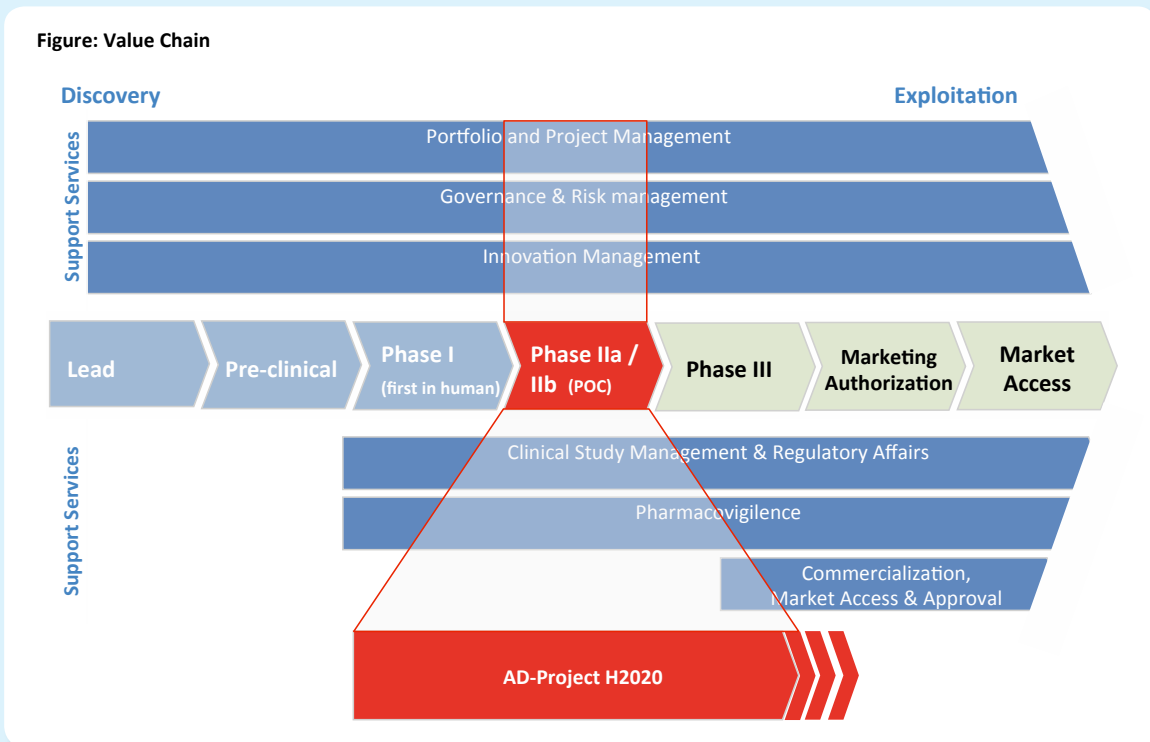 Figure: Value Chain
Discovery
Exploitation
Support Services
Portfolio and Project Management
Governance & Risk management
Innovation Management
Lead
Pre-clinical
Phase I
(first in human)
Phase IIa /
IIb (POC)
Phase III
Marketing
Authorization
Market
Access
Support Services
Clinical Study Management & Regulatory Affairs
Pharmacovigilence
Commercialization,
Market Access & Approval
AD-Project H2020